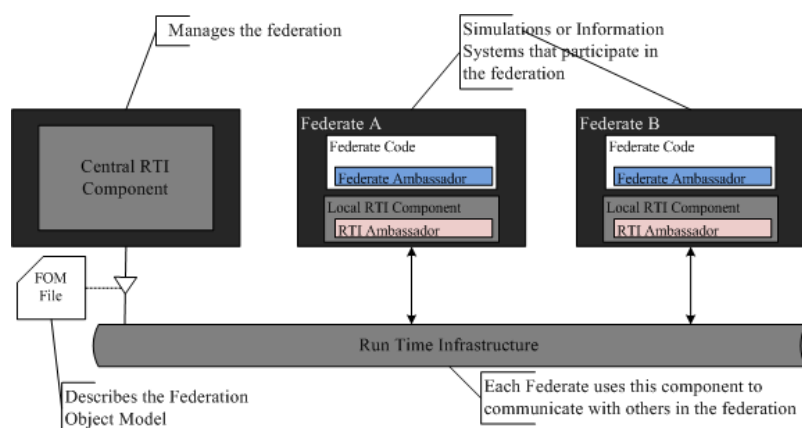 Manages the federation
Simulations or Information
Systems that participate in
the federation
Central RTI
Component
Federate A
Federate Code
Federate Ambassador
Local RTI Component
RTI Ambassador
Federate B
Federate Code
Federate Ambassador
Local RTI Component
RTI Ambassador
FOM
File
Run Time Infrastructure
Describes the Federation
Object Model
Each Federate uses this component to
communicate with others in the federation